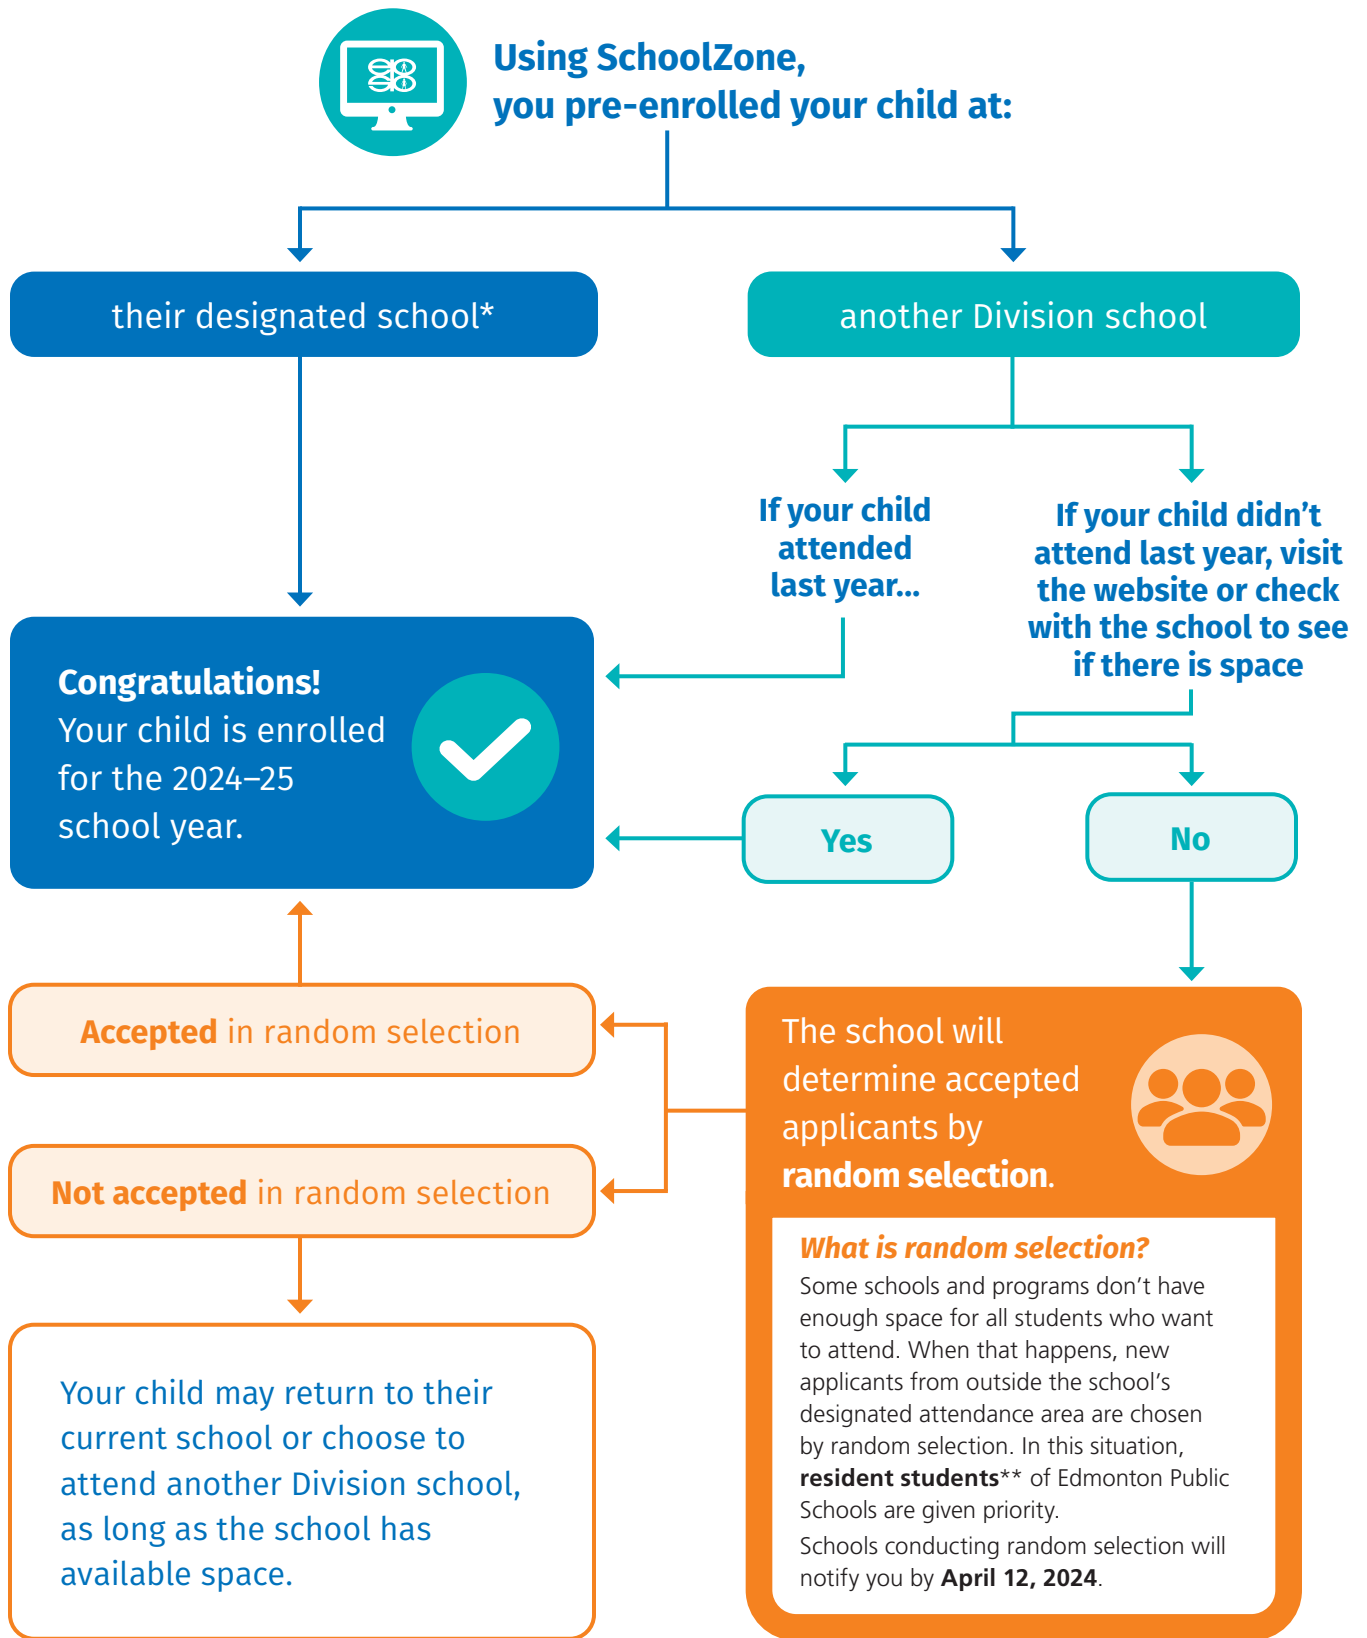 Using SchoolZone,
you pre-enrolled your child at:
their designated school*
another Division school
If your child
attended
last year...
If your child didn't
attend last year, visit
the website or check
with the school to see
if there is space
Congratulations!
Your child is enrolled
for the 2024–25
school year.
Yes
No
Accepted in random selection
Not accepted in random selection
The school will
determine accepted
applicants by
random selection.
What is random selection?
Some schools and programs don't have
enough space for all students who want
to attend. When that happens, new
applicants from outside the school's
designated attendance area are chosen
by random selection. In this situation,
resident students** of Edmonton Public
Schools are given priority.
Schools conducting random selection will
notify you by April 12, 2024.
Your child may return to their
current school or choose to
attend another Division school,
as long as the school has
available space.